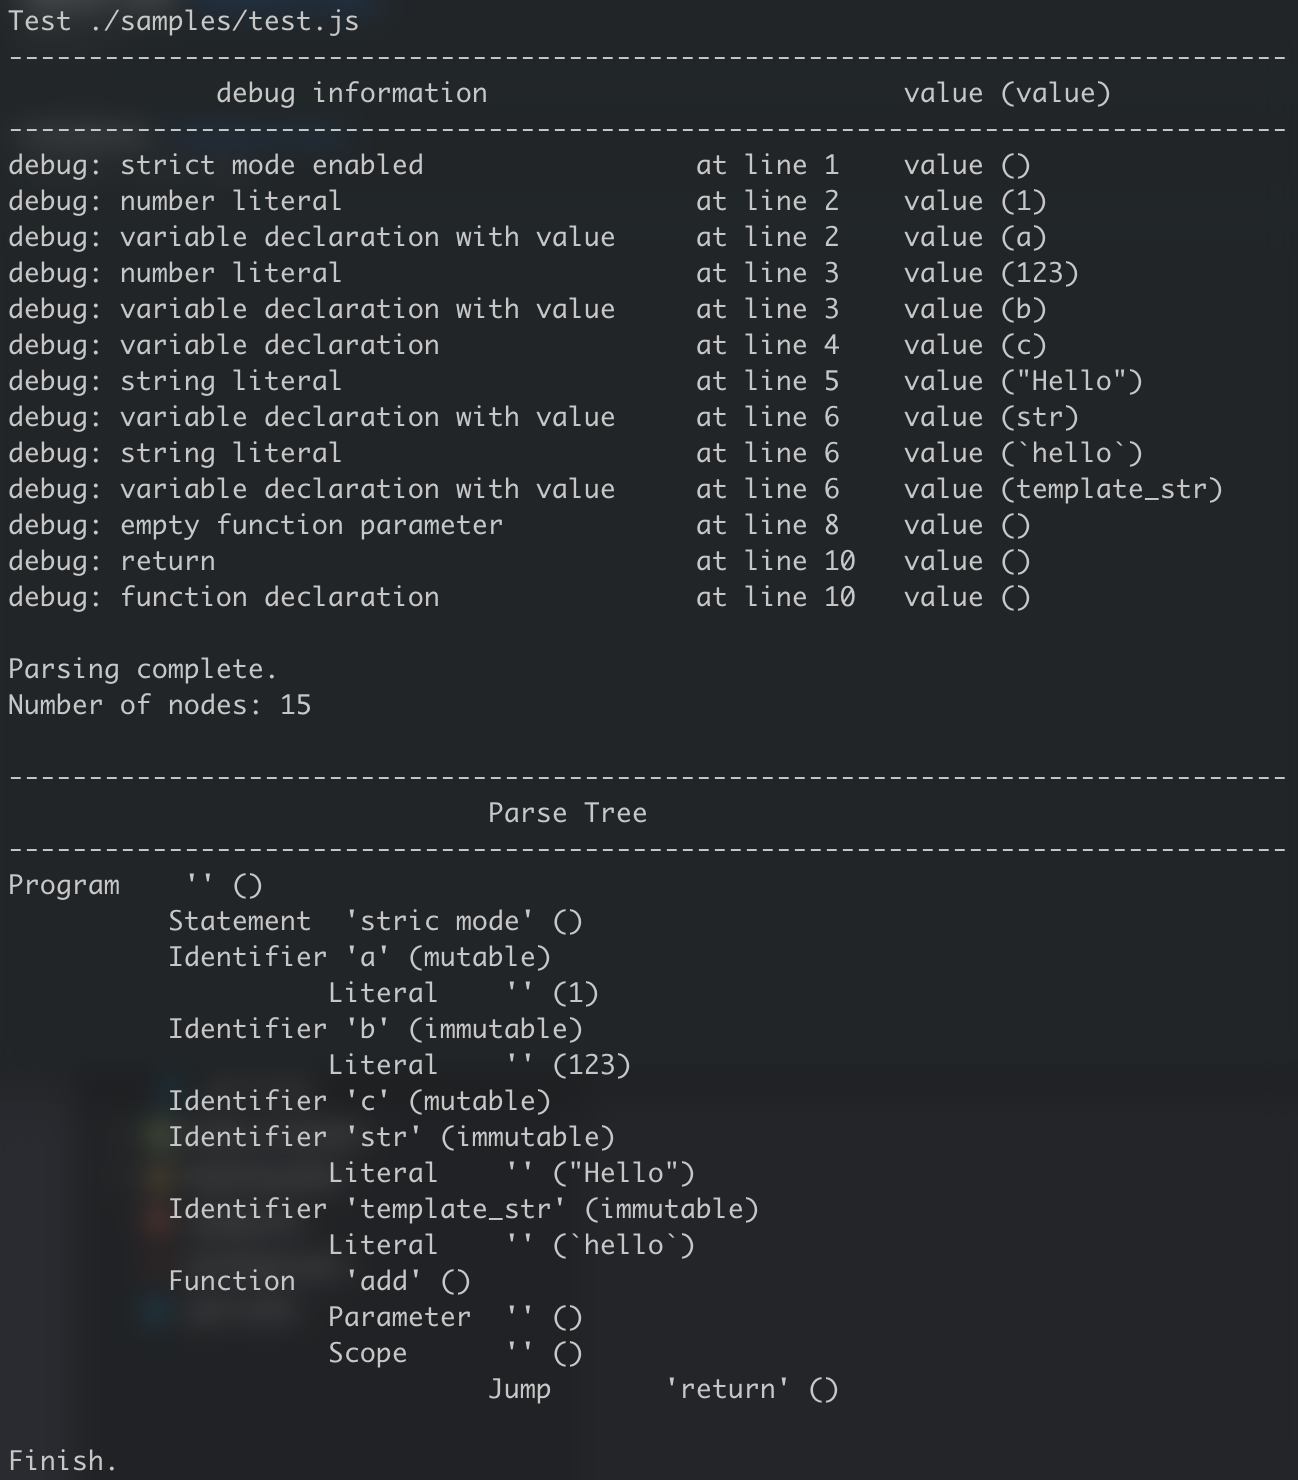 Test ./samples/test.js
--------------------------------------------------------------------------------
             debug information                          value (value)
--------------------------------------------------------------------------------
debug: strict mode enabled                 at line 1    value ()
debug: number literal                      at line 2    value (1)
debug: variable declaration with value     at line 2    value (a)
debug: number literal                      at line 3    value (123)
debug: variable declaration with value     at line 3    value (b)
debug: variable declaration                at line 4    value (c)
debug: string literal                      at line 5    value ("Hello")
debug: variable declaration with value     at line 6    value (str)
debug: string literal                      at line 6    value (`hello`)
debug: variable declaration with value     at line 6    value (template_str)
debug: empty function parameter            at line 8    value ()
debug: return                              at line 10   value ()
debug: function declaration                at line 10   value ()

Parsing complete.
Number of nodes: 15

--------------------------------------------------------------------------------
                              Parse Tree
--------------------------------------------------------------------------------
Program    '' ()
          Statement  'stric mode' ()
          Identifier 'a' (mutable)
                    Literal    '' (1)
          Identifier 'b' (immutable)
                    Literal    '' (123)
          Identifier 'c' (mutable)
          Identifier 'str' (immutable)
                    Literal    '' ("Hello")
          Identifier 'template_str' (immutable)
                    Literal    '' (`hello`)
          Function   'add' ()
                    Parameter  '' ()
                    Scope      '' ()
                              Jump       'return' ()

Finish.